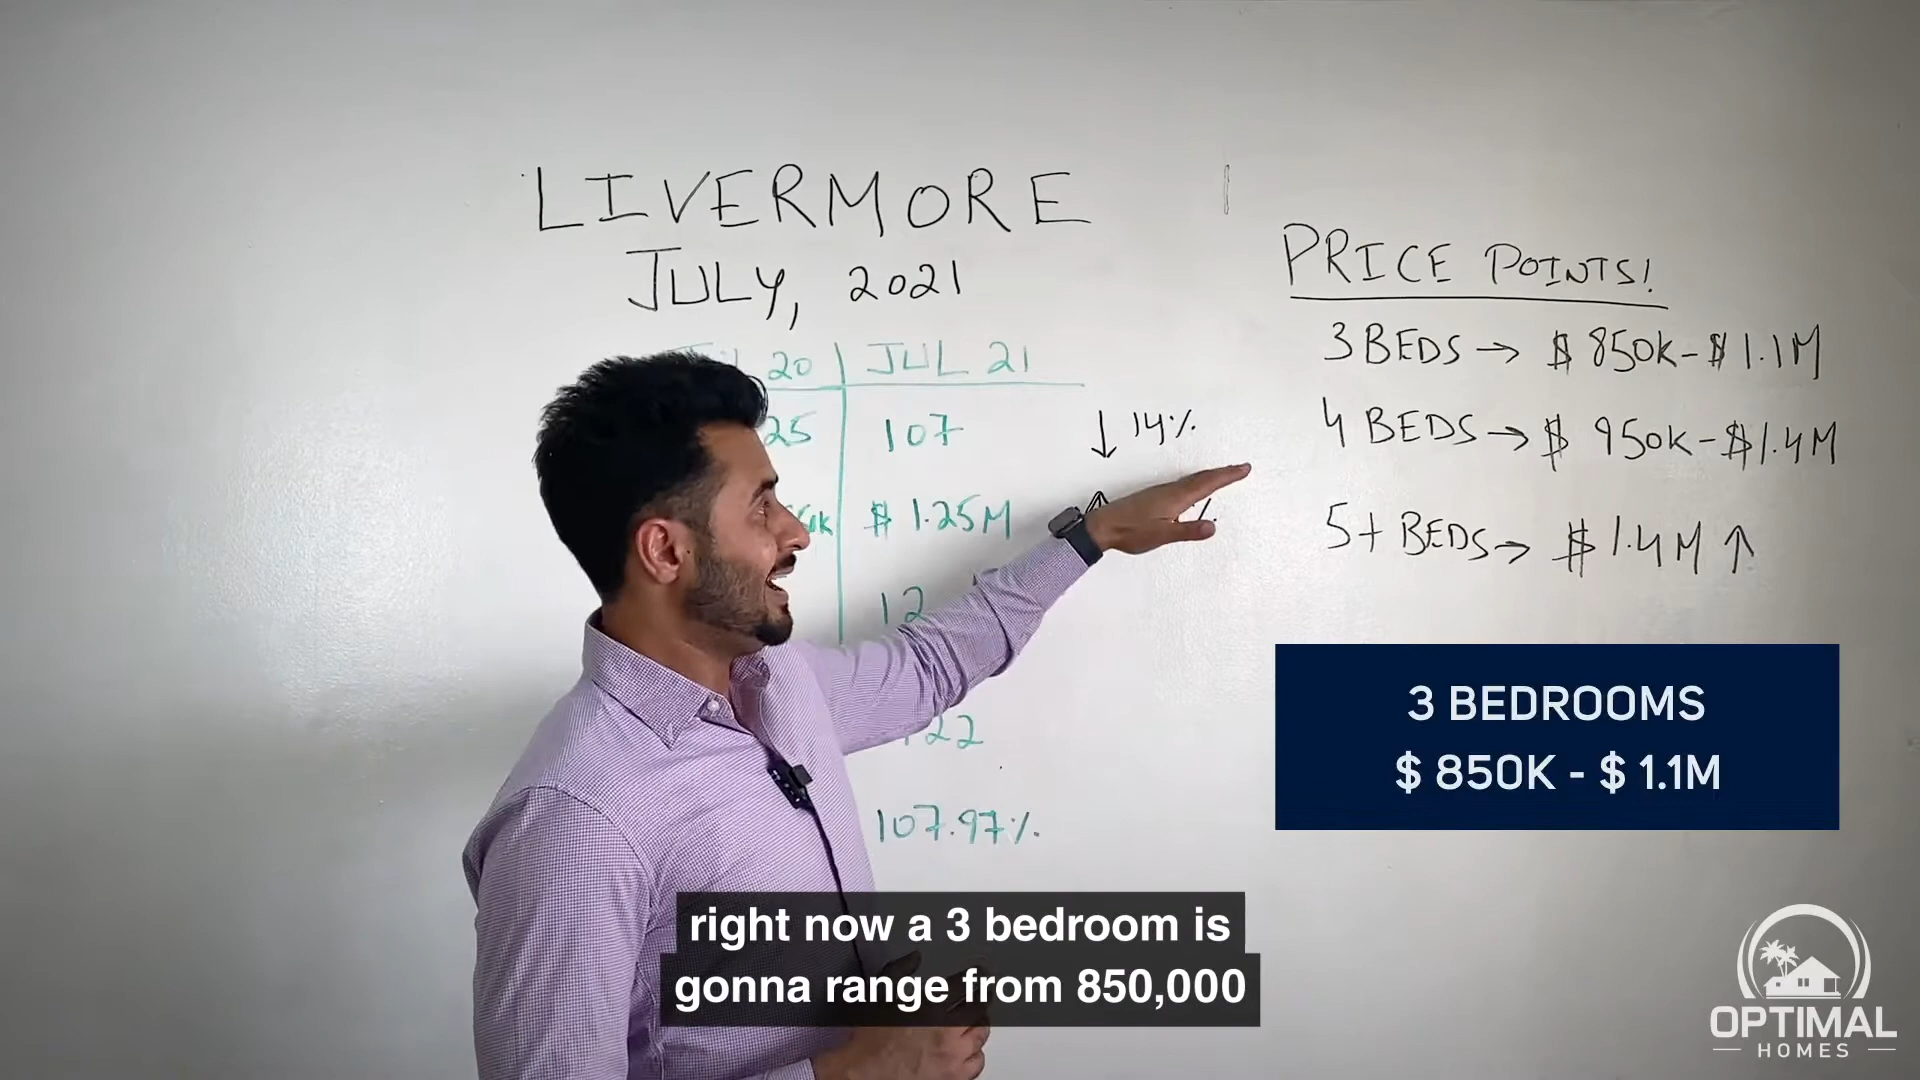 LIVERMORE
JULY, 2021
20 | JUL 21
25 107
↓ 14%
$ 1.25M
12
107.97%
PRICE POINTS!
3 BEDS → $ 850K - $ 1.1M
4 BEDS → $ 950K - $ 1.4M
5+ BEDS → $ 1.4M ↑
3 BEDROOMS
$ 850K - $ 1.1M
right now a 3 bedroom is
gonna range from 850,000
OPTIMAL
HOMES